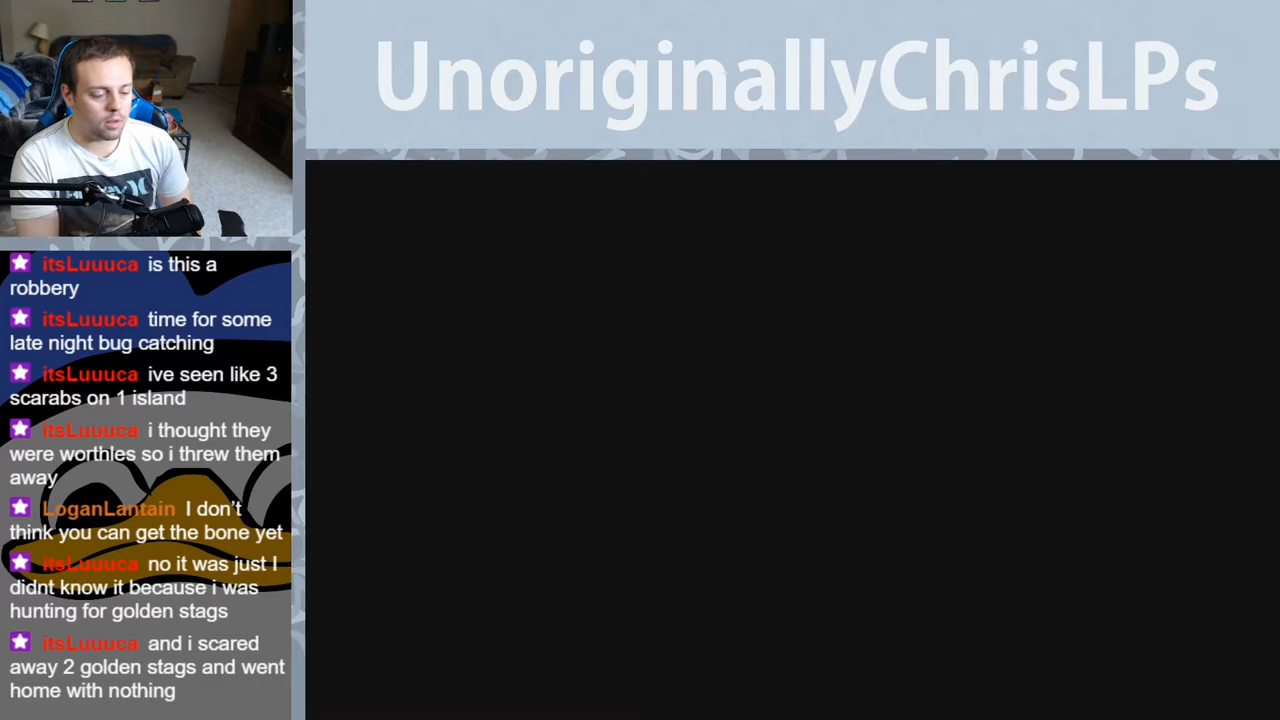 UnoriginallyChrisLPs
itsLuuuca is this a
robbery
itsLuuuca time for some
late night bug catching
itsLuuuca ive seen like 3
scarabs on 1 island
itsLuuuca i thought they
were worthles so i threw them
away
LoganLantain I don't
think you can get the bone yet
itsLuuuca no it was just I
didnt know it because i was
hunting for golden stags
itsLuuuca and i scared
away 2 golden stags and went
home with nothing